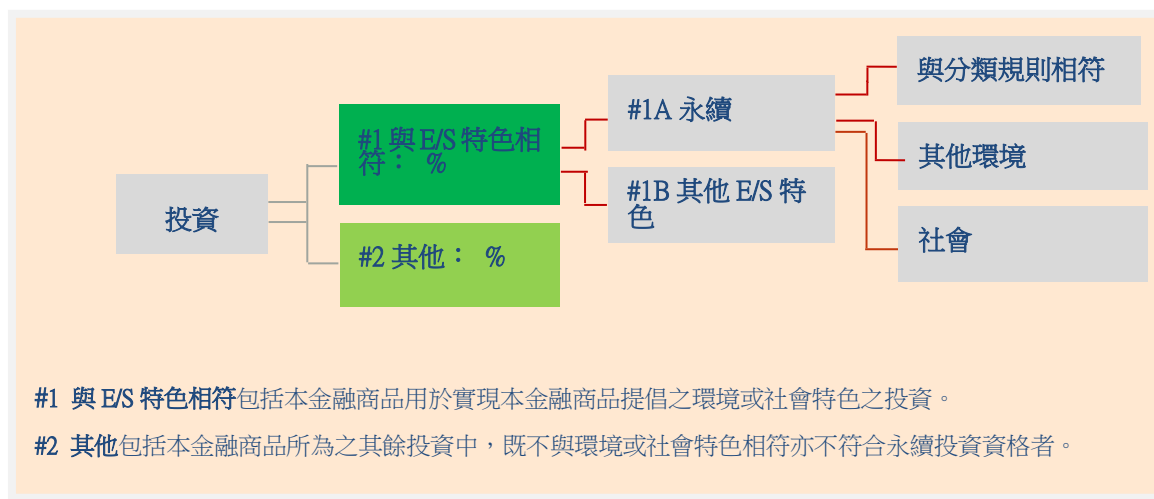 投資
#1 與 E/S 特色相
符： %
#2 其他： %
#1A 永續
#1B 其他 E/S 特
色
與分類規則相符
其他環境
社會
#1 與 E/S 特色相符包括本金融商品用於實現本金融商品提倡之環境或社會特色之投資。
#2 其他包括本金融商品所為之其餘投資中，既不與環境或社會特色相符亦不符合永續投資資格者。